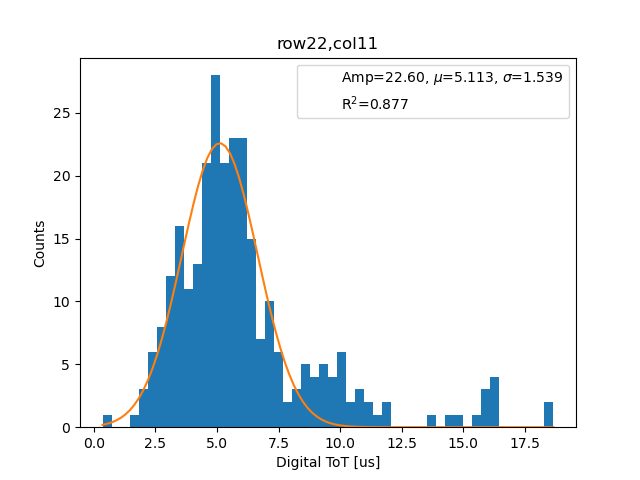 row22,col11
Amp=22.60, μ=5.113, σ=1.539
R²=0.877
Counts
25
20
15
10
5
0
0.0 2.5 5.0 7.5 10.0 12.5 15.0 17.5
Digital ToT [us]